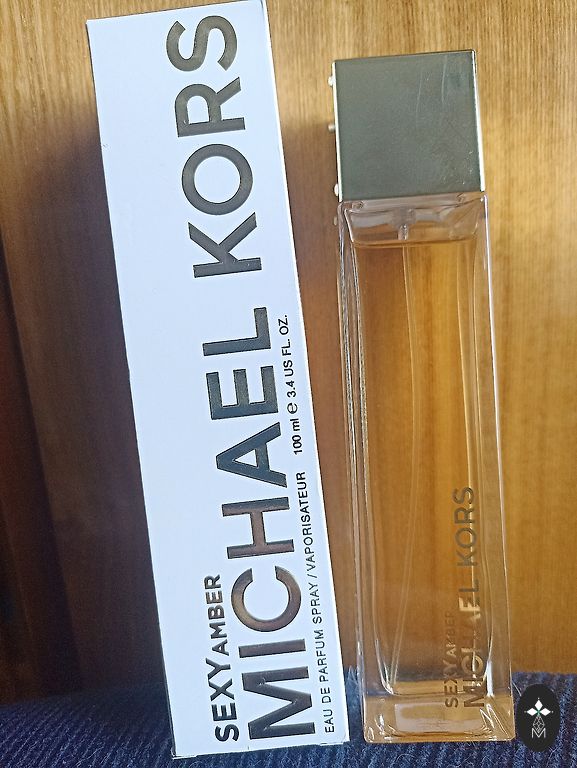 SEXY AMBER
MICHAEL KORS
EAU DE PARFUM SPRAY / VAPORISATEUR 100 ml e 3.4 US FL. OZ.
SEXY AMBER
MICHAEL KORS
M